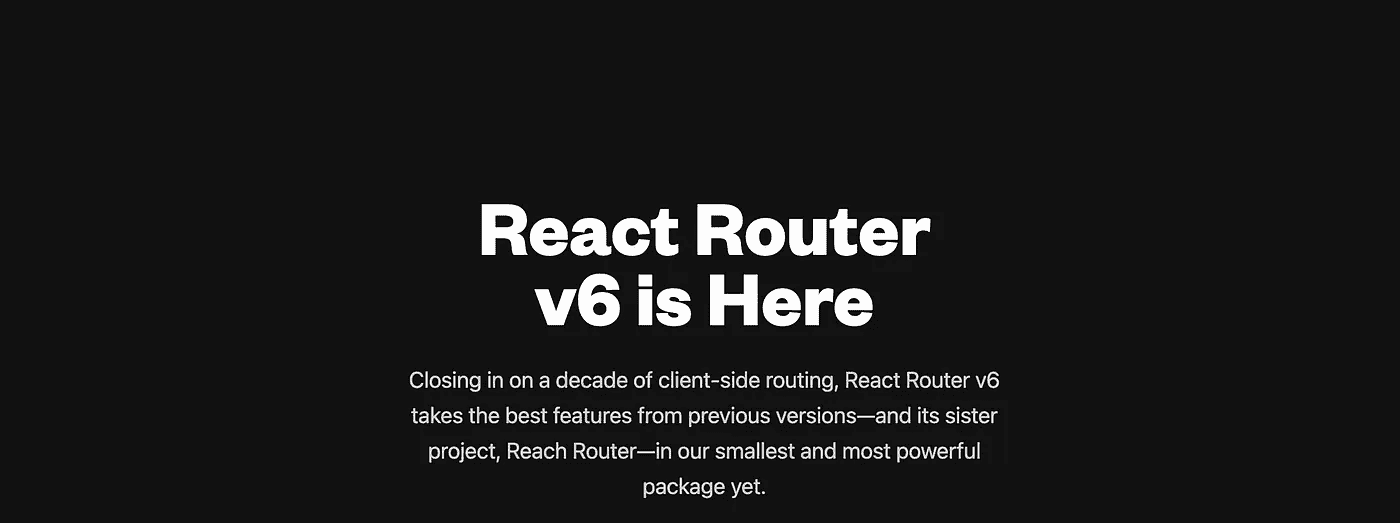 React Router
v6 is Here
Closing in on a decade of client-side routing, React Router v6
takes the best features from previous versions—and its sister
project, Reach Router—in our smallest and most powerful
package yet.